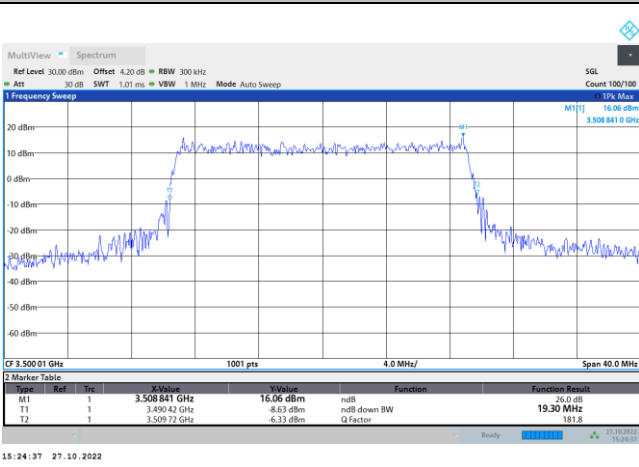 MultiView Spectrum
Ref Level 30.00 dBm Offset 4.20 dB RBW 300 kHz SGL
Att 30 dB SWT 1.01 ms VBW 1 MHz Mode Auto Sweep Count 100/100
1 Frequency Sweep 1Pk Max
M1[1] 16.06 dBm
3.508 841 0 GHz
M1
20 dBm
10 dBm
0 dBm
T1 T2
-10 dBm
-20 dBm
-30 dBm
-40 dBm
-50 dBm
-60 dBm
CF 3.500 01 GHz 1001 pts 4.0 MHz/ Span 40.0 MHz
2 Marker Table
Type Ref Trc X-Value Y-Value Function Function Result
M1 1 3.508 841 GHz 16.06 dBm ndB 26.0 dB
T1 1 3.490 42 GHz -8.63 dBm ndB down BW 19.30 MHz
T2 1 3.509 72 GHz -6.33 dBm Q Factor 181.8
Ready 27.10.2022
15:24:37
15:24:37 27.10.2022